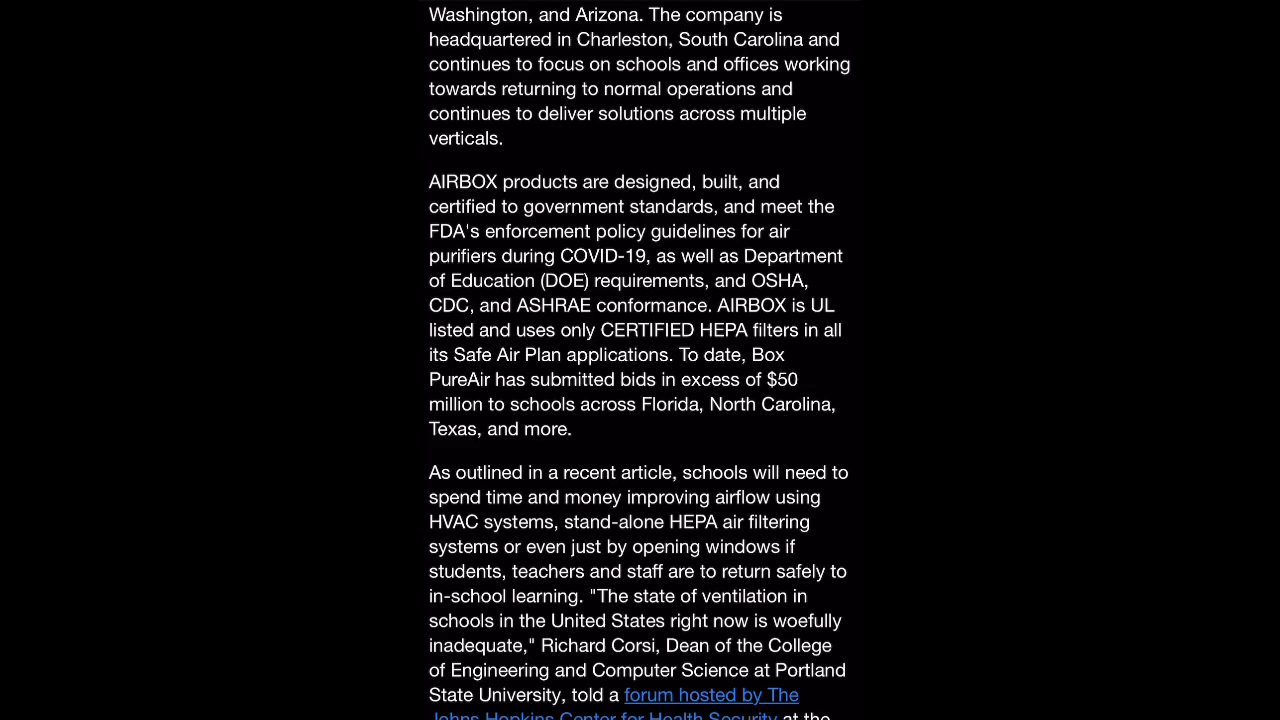 Washington, and Arizona. The company is
headquartered in Charleston, South Carolina and
continues to focus on schools and offices working
towards returning to normal operations and
continues to deliver solutions across multiple
verticals.
AIRBOX products are designed, built, and
certified to government standards, and meet the
FDA's enforcement policy guidelines for air
purifiers during COVID-19, as well as Department
of Education (DOE) requirements, and OSHA,
CDC, and ASHRAE conformance. AIRBOX is UL
listed and uses only CERTIFIED HEPA filters in all
its Safe Air Plan applications. To date, Box
PureAir has submitted bids in excess of $50
million to schools across Florida, North Carolina,
Texas, and more.
As outlined in a recent article, schools will need to
spend time and money improving airflow using
HVAC systems, stand-alone HEPA air filtering
systems or even just by opening windows if
students, teachers and staff are to return safely to
in-school learning. "The state of ventilation in
schools in the United States right now is woefully
inadequate," Richard Corsi, Dean of the College
of Engineering and Computer Science at Portland
State University, told a forum hosted by The
Johns Hopkins Center for Health Security at the